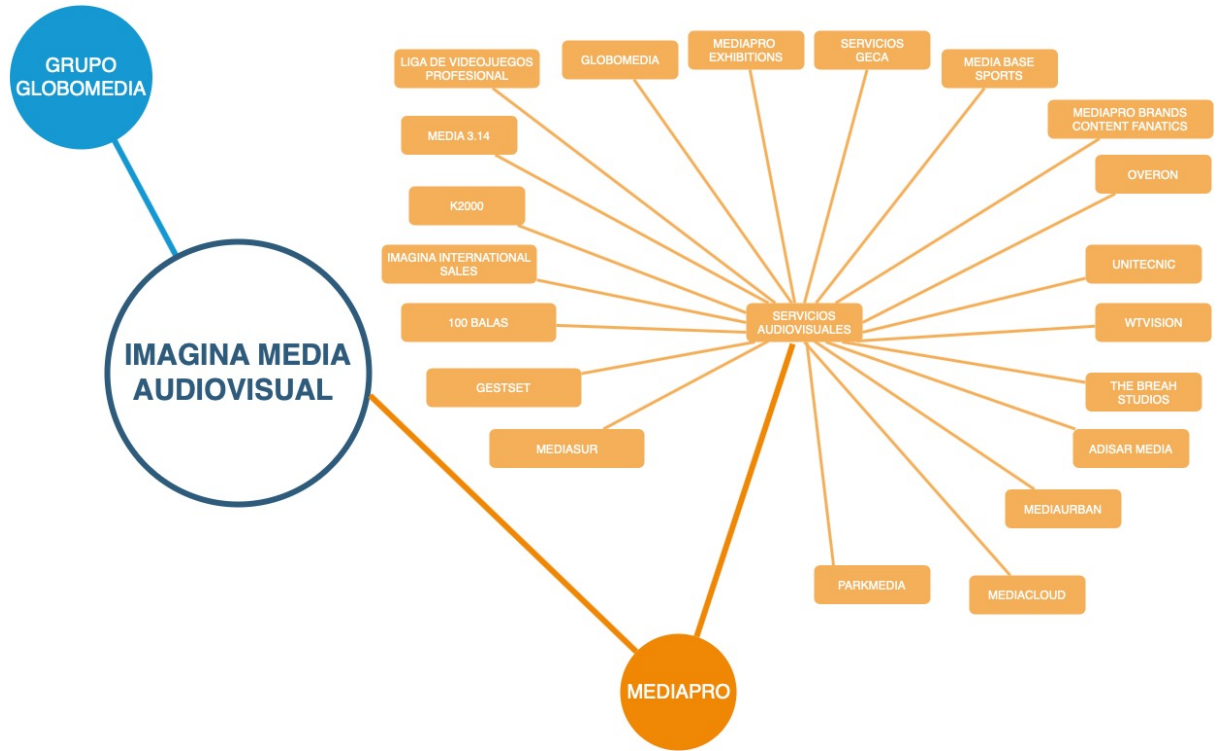 GRUPO
GLOBOMEDIA
IMAGINA MEDIA
AUDIOVISUAL
MEDIAPRO
SERVICIOS
AUDIOVISUALES
LIGA DE VIDEOJUEGOS
PROFESIONAL
GLOBOMEDIA
MEDIAPRO
EXHIBITIONS
SERVICIOS
GECA
MEDIA BASE
SPORTS
MEDIAPRO BRANDS
CONTENT FANATICS
OVERON
UNITECNIC
WTVISION
THE BREAH
STUDIOS
ADISAR MEDIA
MEDIAURBAN
MEDIACLOUD
PARKMEDIA
MEDIASUR
GESTSET
100 BALAS
IMAGINA INTERNATIONAL
SALES
K2000
MEDIA 3.14